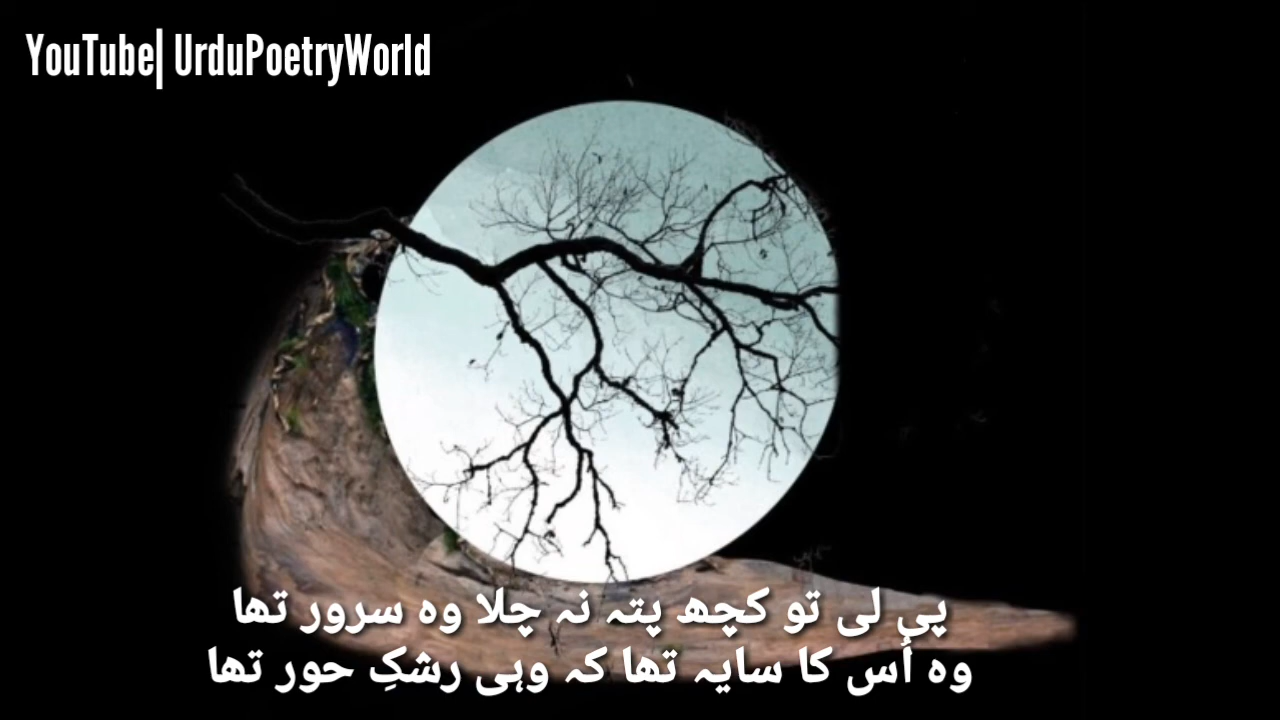 YouTube| UrduPoetryWorld
پی لی تو کچھ پتہ نہ چلا وہ سرور تھا
وہ اُس کا سایہ تھا کہ وہی رشکِ حور تھا